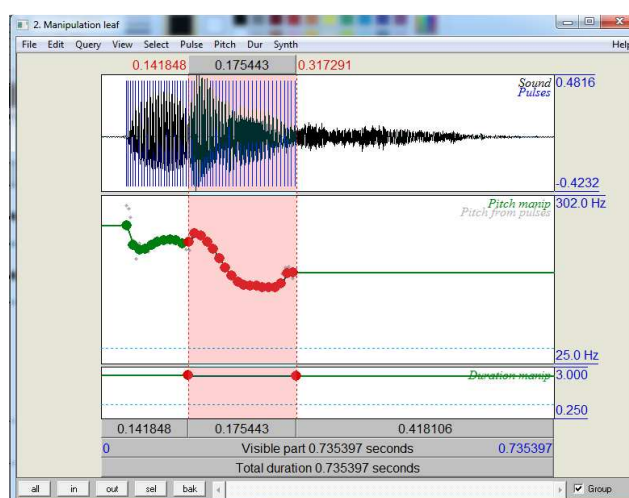 2. Manipulation leaf
File Edit Query View Select Pulse Pitch Dur Synth Help
0.141848 0.175443 0.317291
Sound 0.4816
Pulses
-0.4232
Pitch manip 302.0 Hz
Pitch from pulses
25.0 Hz
Duration manip 3.000
0.250
0.141848 0.175443 0.418106
0 Visible part 0.735397 seconds 0.735397
Total duration 0.735397 seconds
all in out sel bak Group